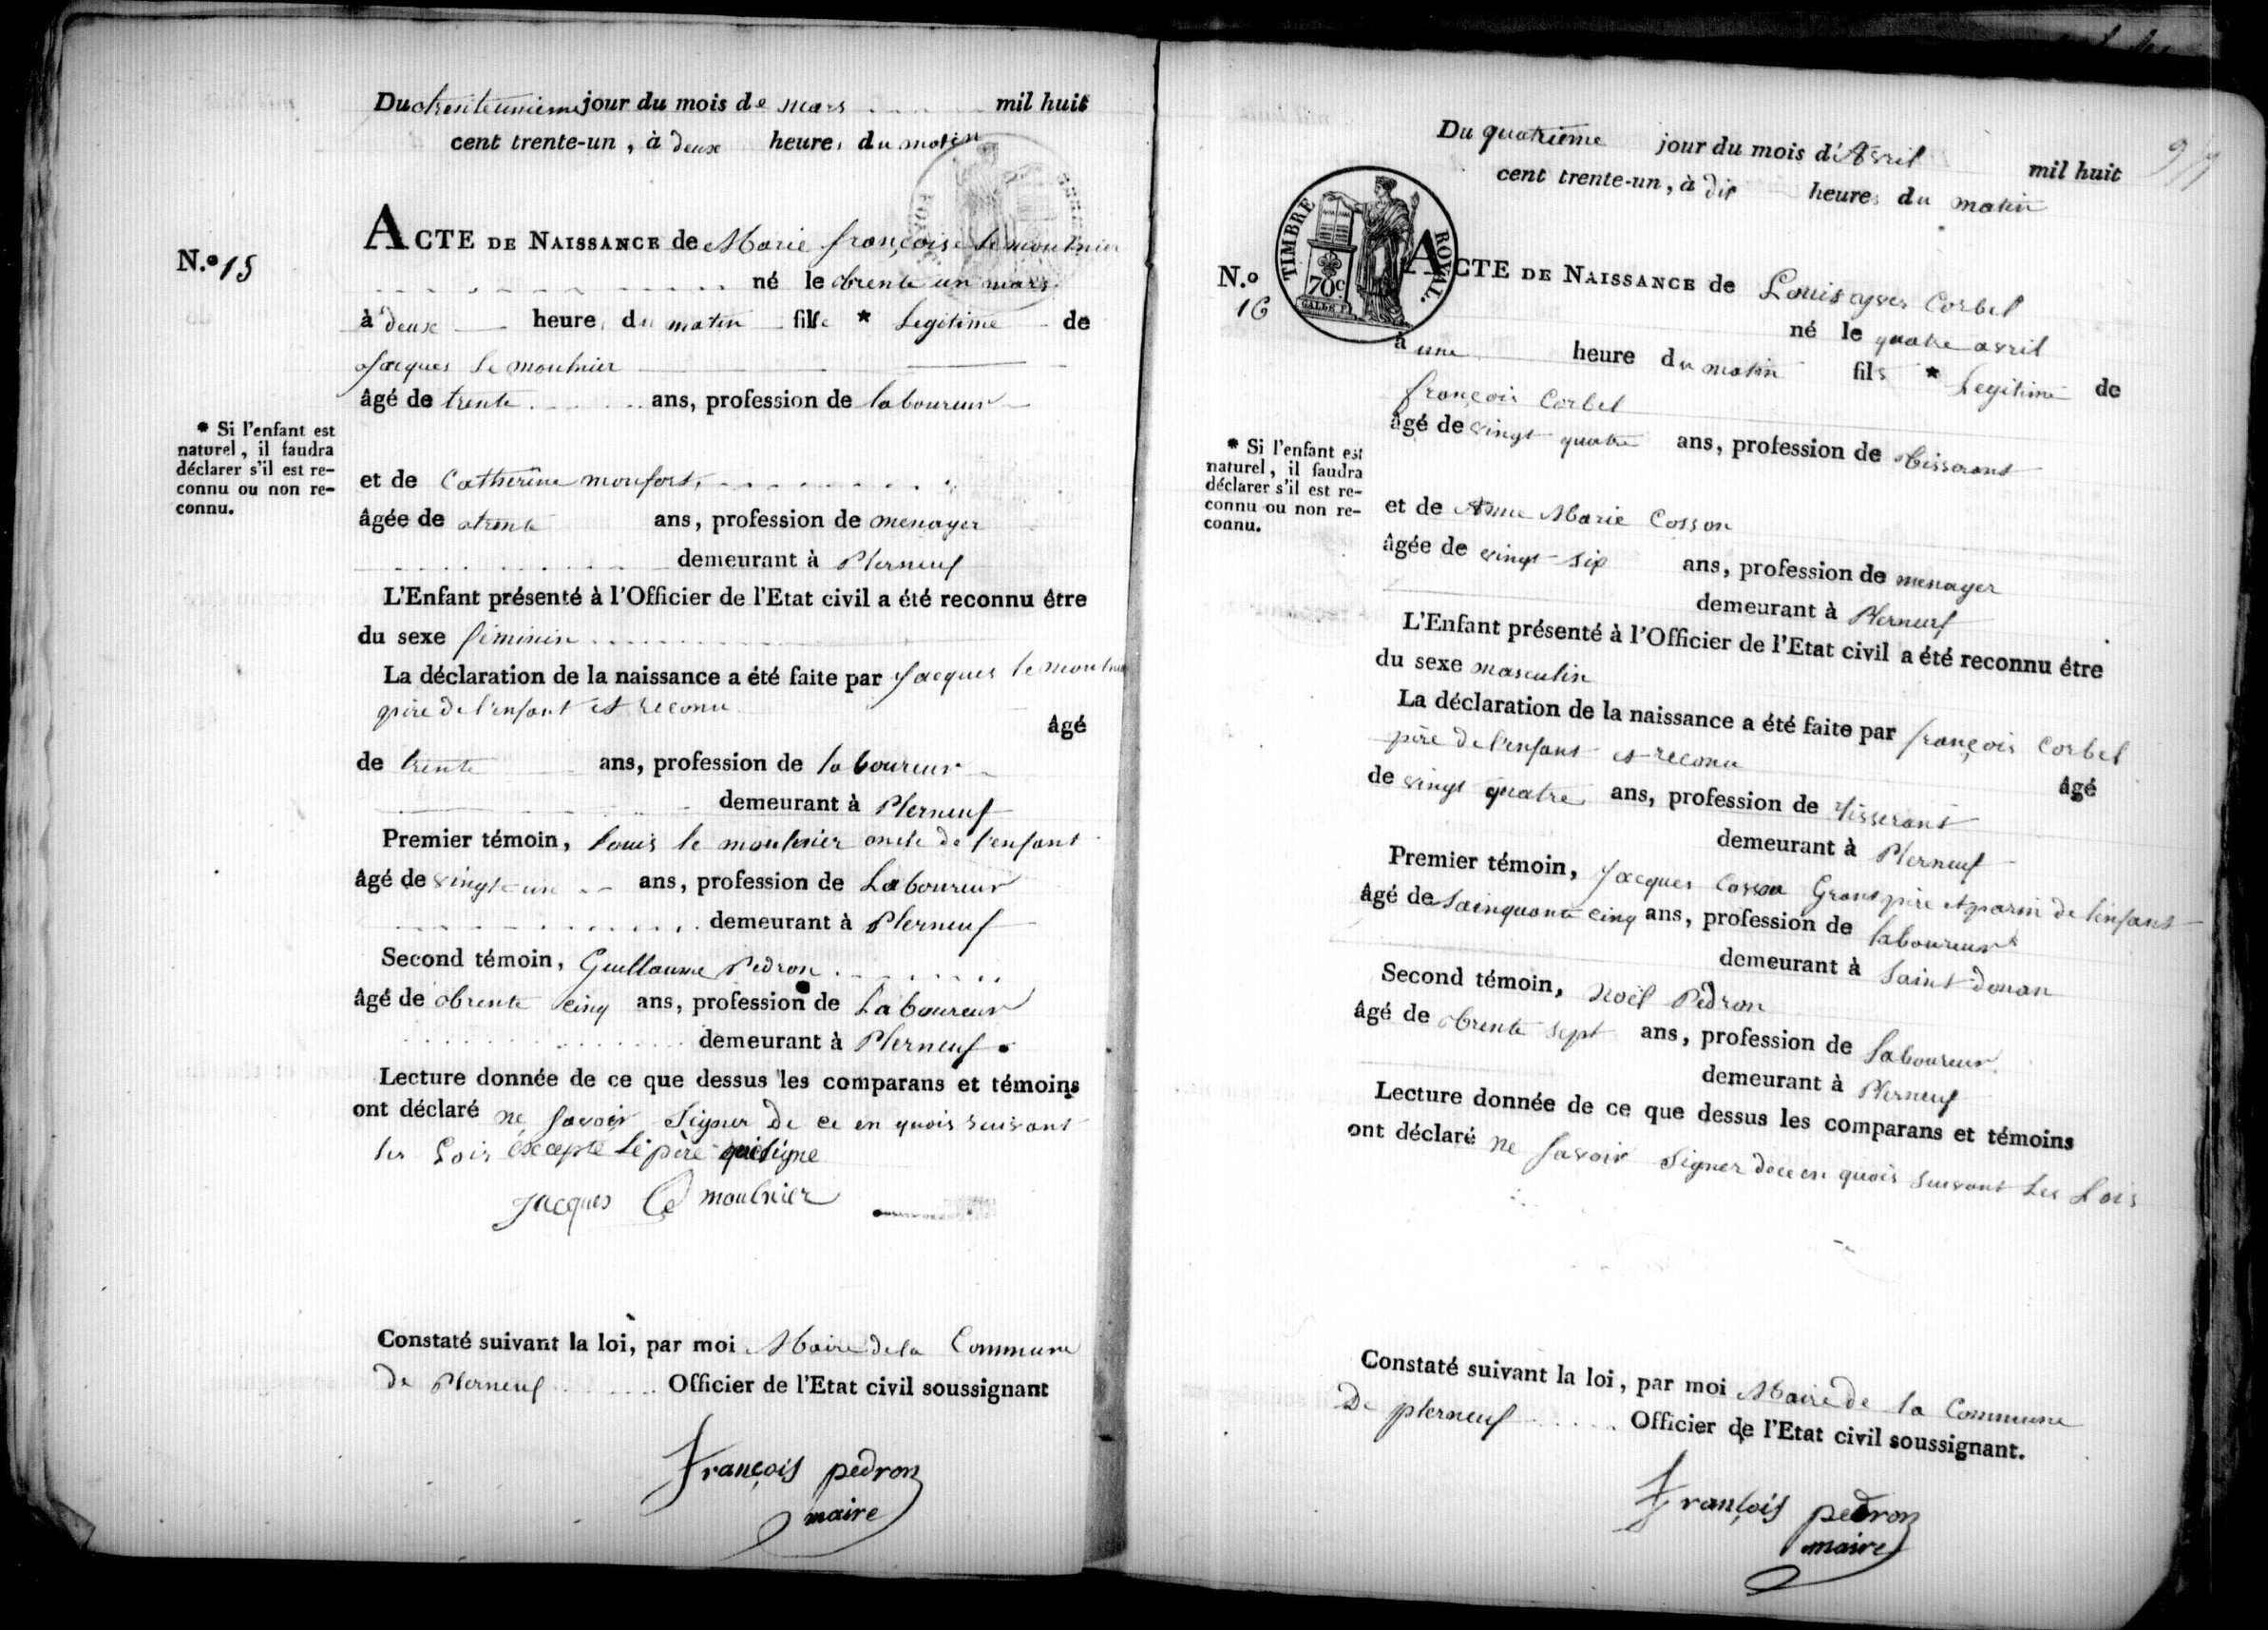 Du trenteunieme jour du mois de mars mil huit
cent trente-un, à deux heures du matin
N.o 15
ACTE DE NAISSANCE de Marie françoise Le moulnier
né le trente un mars
à deux heures du matin fille * Legitime de
Jacques Le moulnier
âgé de trente ans, profession de laboureur
* Si l'enfant est
naturel, il faudra
déclarer s'il est re-
connu ou non re-
connu.
et de Catherine monfort
âgée de trente ans, profession de menager
demeurant à Plerneuf
L'Enfant présenté à l'Officier de l'Etat civil a été reconnu être
du sexe féminin
La déclaration de la naissance a été faite par Jacques le moulnier
père de l'enfant et reconu
âgé
de trente ans, profession de laboureur
demeurant à Plerneuf
Premier témoin, louis le moulnier oncle de l'enfant
âgé de vingt-un ans, profession de Laboureur
demeurant à Plerneuf
Second témoin, Guillaume Pedron
âgé de trente cinq ans, profession de Laboureur
demeurant à Plerneuf
Lecture donnée de ce que dessus les comparans et témoins
ont déclaré ne savoir signer de ce en quois suivant
les Lois excepte le père qui signe
jacques Le moulnier
Constaté suivant la loi, par moi Maire de la Commune
de Plerneuf Officier de l'Etat civil soussignant
François pedron
maire
Du quatrième jour du mois d'Avril mil huit
cent trente-un, à dix heures du matin
TIMBRE ROYAL.
70c
N.o
16
ACTE DE NAISSANCE de Louis yves Corbel
né le quatre avril
à une heure du matin fils * Legitime de
françois Corbel
âgé de vingt quatre ans, profession de tisserant
* Si l'enfant est
naturel, il faudra
déclarer s'il est re-
connu ou non re-
connu.
et de Anne Marie Cosson
âgée de vingt-six ans, profession de menager
demeurant à Plerneuf
L'Enfant présenté à l'Officier de l'Etat civil a été reconnu être
du sexe masculin
La déclaration de la naissance a été faite par françois Corbel
père de l'enfant et reconu
âgé
de vingt quatre ans, profession de tisserant
demeurant à Plerneuf
Premier témoin, Jacques Cosson Grant père et parin de l'enfant
âgé de sainquante cinq ans, profession de laboureur
demeurant à Saint donan
Second témoin, Noël Pedron
âgé de trente sept ans, profession de Laboureur
demeurant à Plerneuf
Lecture donnée de ce que dessus les comparans et témoins
ont déclaré ne savoir signer de ce en quois suivant Les Lois
Constaté suivant la loi, par moi Maire de la Commune
De plerneuf Officier de l'Etat civil soussignant.
François pedron
maire